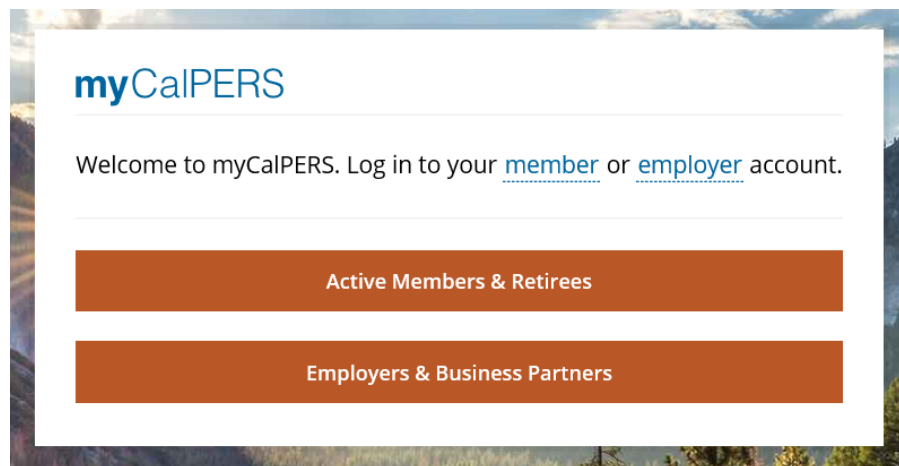 myCalPERS
Welcome to myCalPERS. Log in to your member or employer account.
Active Members & Retirees
Employers & Business Partners